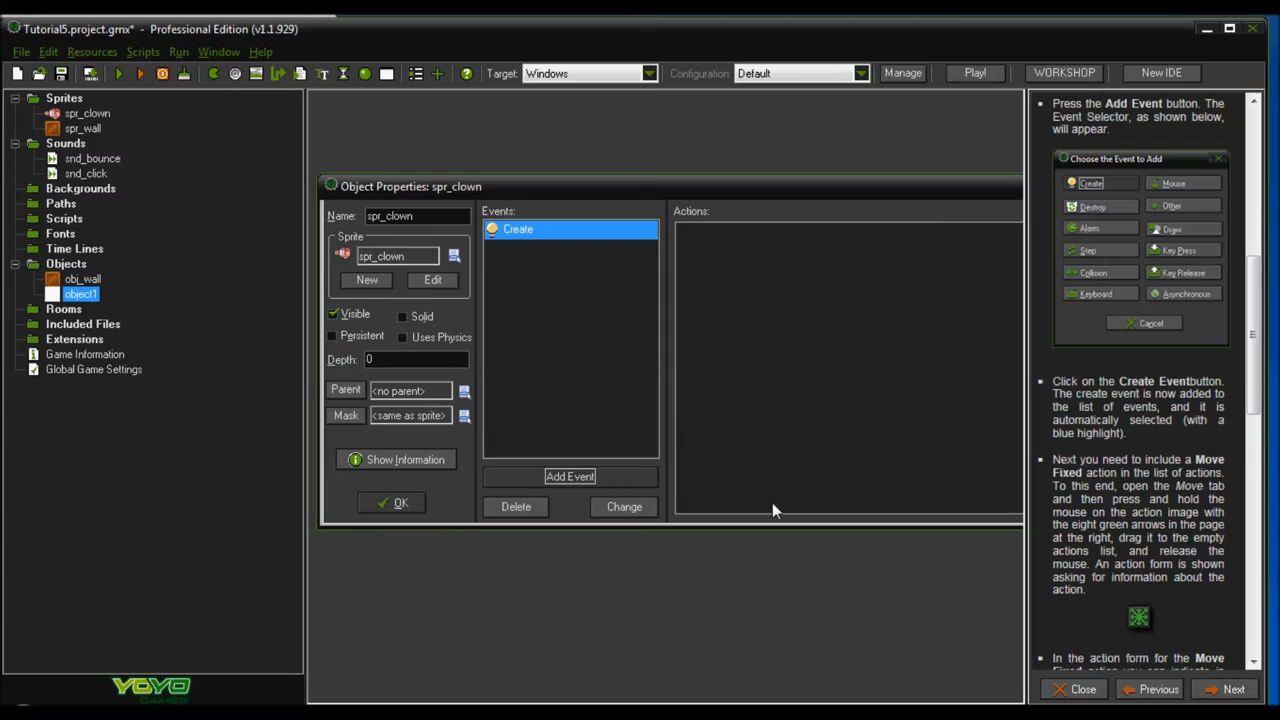 Tutorial5.project.gmx* - Professional Edition (v1.1.929)
File Edit Resources Scripts Run Window Help
Target: Windows Configuration: Default Manage Play! WORKSHOP New IDE
Sprites
spr_clown
spr_wall
Sounds
snd_bounce
snd_click
Backgrounds
Paths
Scripts
Fonts
Time Lines
Objects
obj_wall
object1
Rooms
Included Files
Extensions
Game Information
Global Game Settings
YOYO
GAMES
Object Properties: spr_clown
Name: spr_clown
Sprite
spr_clown
New Edit
Visible Solid
Persistent Uses Physics
Depth: 0
Parent <no parent>
Mask <same as sprite>
Show Information
OK
Events:
Create
Add Event
Delete Change
Actions:
Press the Add Event button. The
Event Selector, as shown below,
will appear.
Choose the Event to Add
Create Mouse
Destroy Other
Alarm Draw
Step Key Press
Collision Key Release
Keyboard Asynchronous
Cancel
Click on the Create Eventbutton.
The create event is now added to
the list of events, and it is
automatically selected (with a
blue highlight).
Next you need to include a Move
Fixed action in the list of actions.
To this end, open the Move tab
and then press and hold the
mouse on the action image with
the eight green arrows in the page
at the right, drag it to the empty
actions list, and release the
mouse. An action form is shown
asking for information about the
action.
In the action form for the Move
Close Previous Next